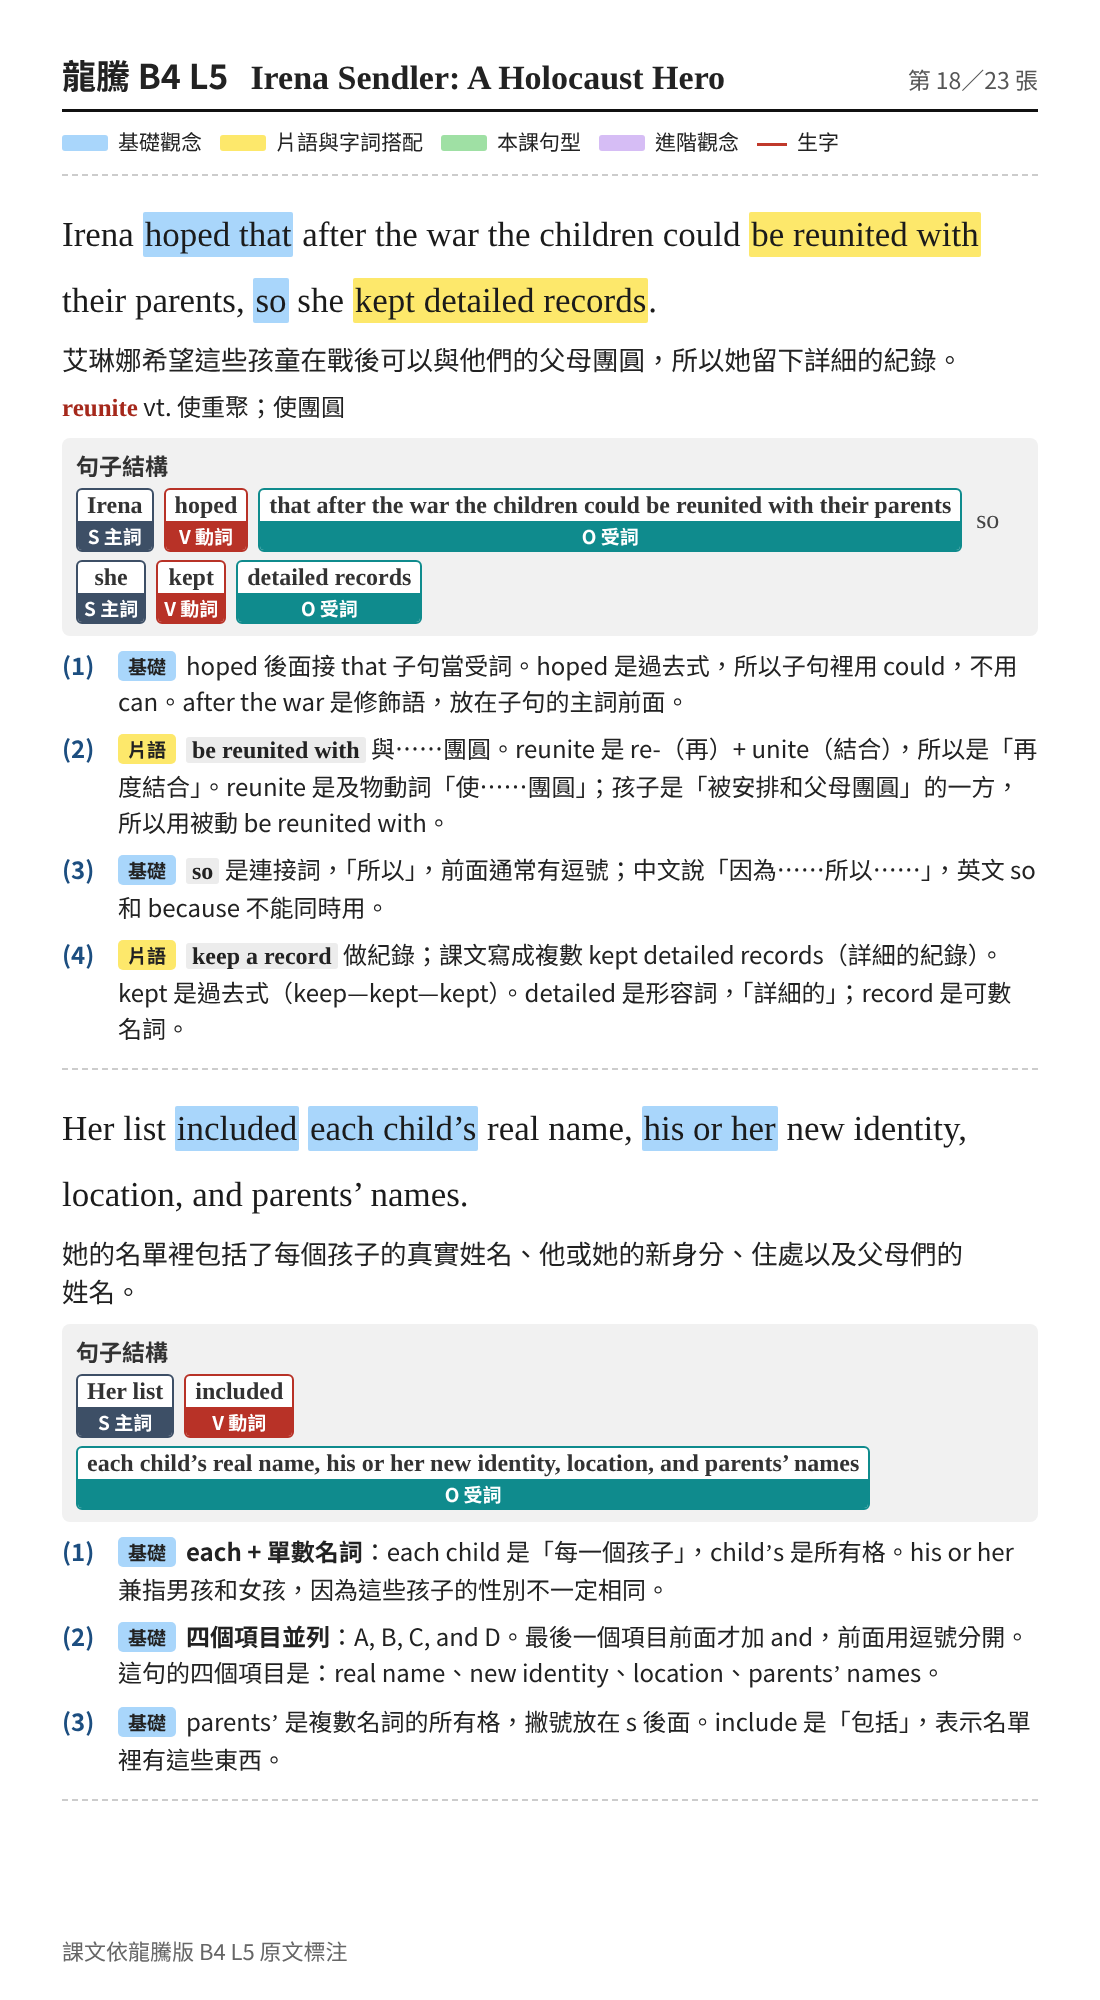 龍騰 B4 L5 Irena Sendler: A Holocaust Hero 第 18／23 張
基礎觀念 片語與字詞搭配 本課句型 進階觀念 生字
Irena hoped that after the war the children could be reunited with
their parents, so she kept detailed records.
艾琳娜希望這些孩童在戰後可以與他們的父母團圓，所以她留下詳細的紀錄。
reunite vt. 使重聚；使團圓
句子結構
Irena hoped that after the war the children could be reunited with their parents so
S 主詞 V 動詞 O 受詞
she kept detailed records
S 主詞 V 動詞 O 受詞
(1) 基礎 hoped 後面接 that 子句當受詞。hoped 是過去式，所以子句裡用 could，不用
can。after the war 是修飾語，放在子句的主詞前面。
(2) 片語 be reunited with 與⋯⋯團圓。reunite 是 re-（再）+ unite（結合），所以是「再
度結合」。reunite 是及物動詞「使⋯⋯團圓」；孩子是「被安排和父母團圓」的一方，
所以用被動 be reunited with。
(3) 基礎 so 是連接詞，「所以」，前面通常有逗號；中文說「因為⋯⋯所以⋯⋯」，英文 so
和 because 不能同時用。
(4) 片語 keep a record 做紀錄；課文寫成複數 kept detailed records（詳細的紀錄）。
kept 是過去式（keep—kept—kept）。detailed 是形容詞，「詳細的」；record 是可數
名詞。
Her list included each child’s real name, his or her new identity,
location, and parents’ names.
她的名單裡包括了每個孩子的真實姓名、他或她的新身分、住處以及父母們的
姓名。
句子結構
Her list included
S 主詞 V 動詞
each child’s real name, his or her new identity, location, and parents’ names
O 受詞
(1) 基礎 each + 單數名詞：each child 是「每一個孩子」，child’s 是所有格。his or her
兼指男孩和女孩，因為這些孩子的性別不一定相同。
(2) 基礎 四個項目並列：A, B, C, and D。最後一個項目前面才加 and，前面用逗號分開。
這句的四個項目是：real name、new identity、location、parents’ names。
(3) 基礎 parents’ 是複數名詞的所有格，撇號放在 s 後面。include 是「包括」，表示名單
裡有這些東西。
課文依龍騰版 B4 L5 原文標注